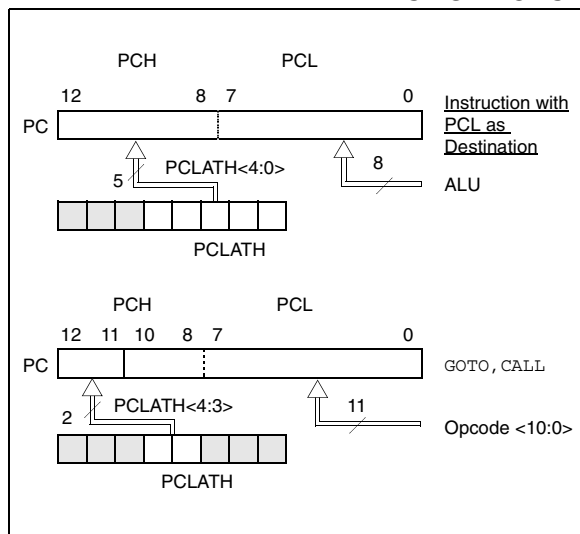 PCH PCL
12 8 7 0
PC
Instruction with
PCL as
Destination
5 PCLATH<4:0> 8
ALU
PCLATH
PCH PCL
12 11 10 8 7 0
PC GOTO, CALL
2 PCLATH<4:3> 11
Opcode <10:0>
PCLATH